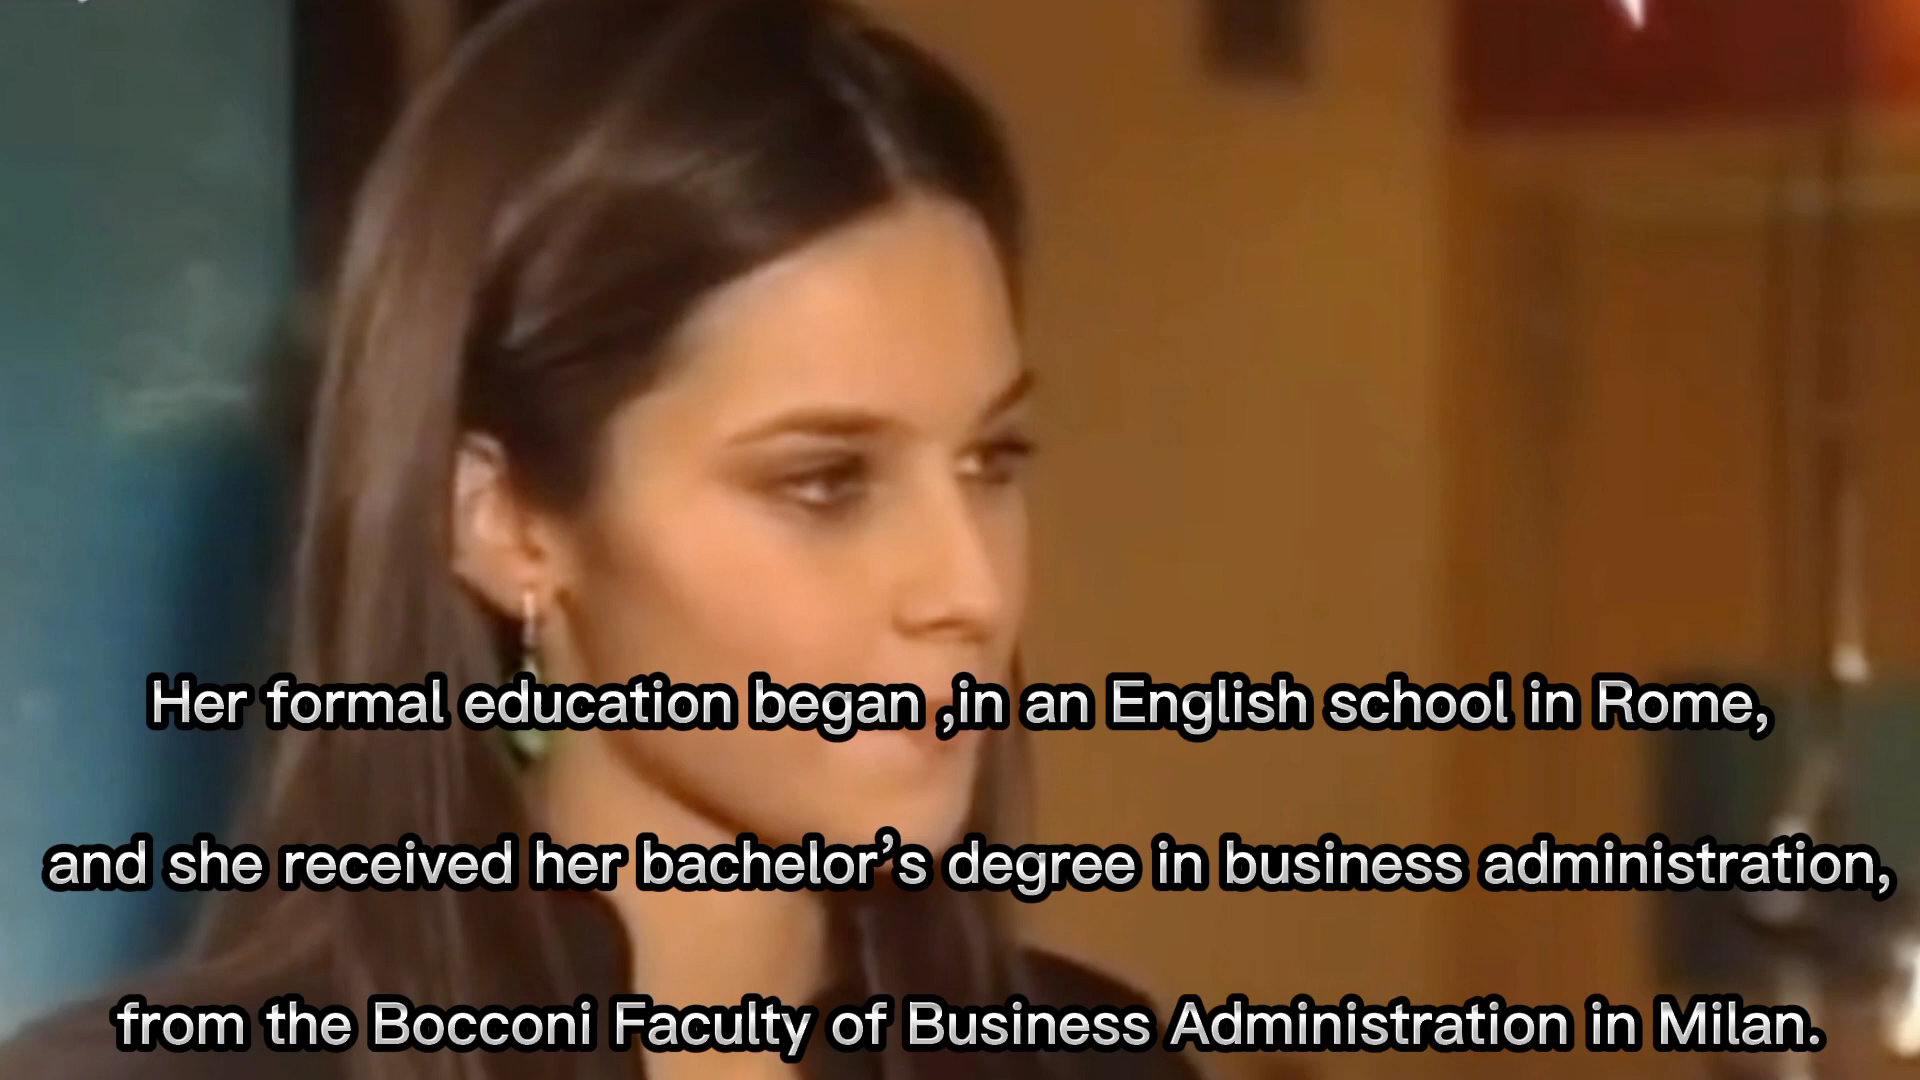 Her formal education began ,in an English school in Rome,
and she received her bachelor’s degree in business administration,
from the Bocconi Faculty of Business Administration in Milan.